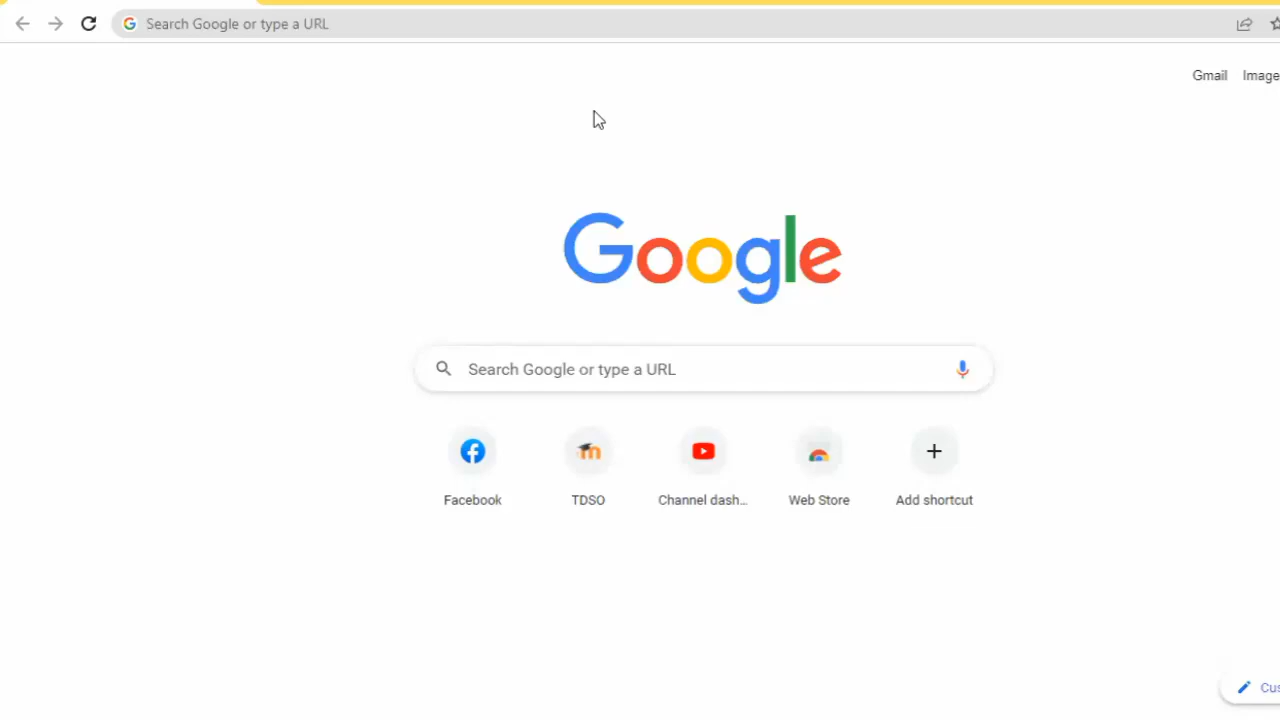 Search Google or type a URL
Gmail Image
Google
Search Google or type a URL
Facebook TDSO Channel dash... Web Store Add shortcut
Cus